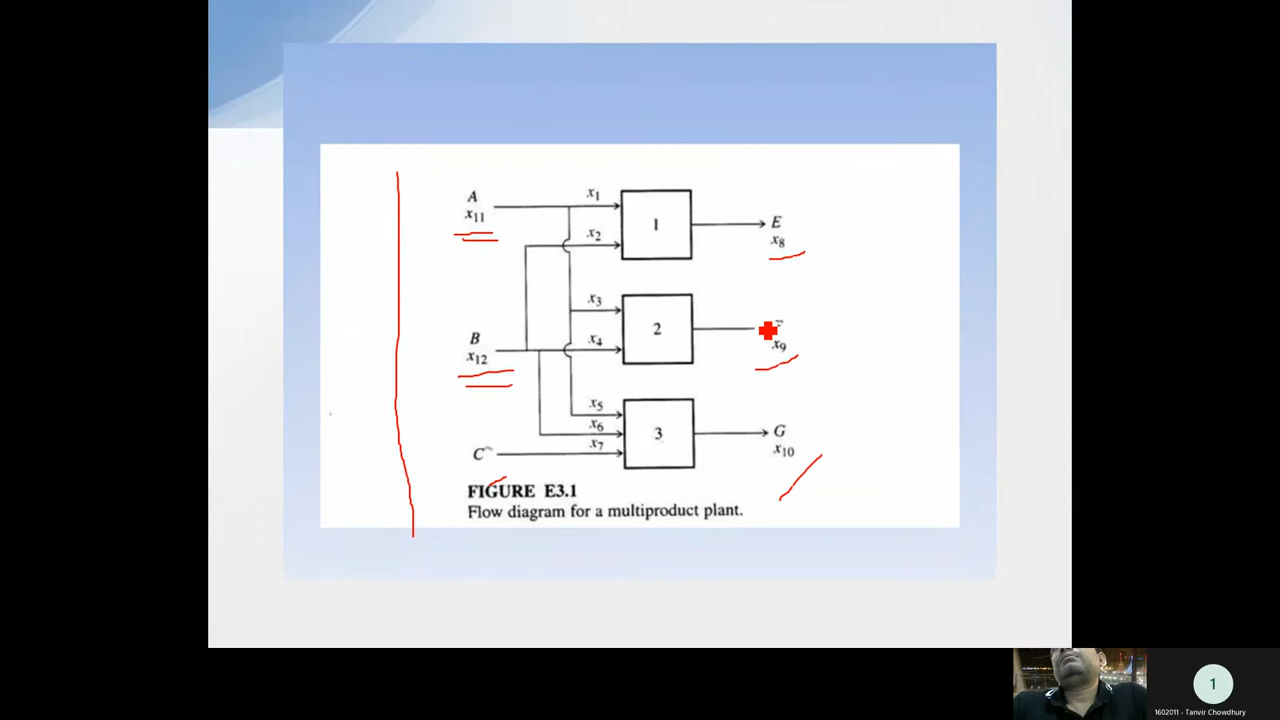 A
x11
x1
x2
1
E
x8
x3
x4
2
x9
B
x12
x5
x6
x7
3
G
x10
C
FIGURE E3.1
Flow diagram for a multiproduct plant.
1
1602011 - Tanvir Chowdhury